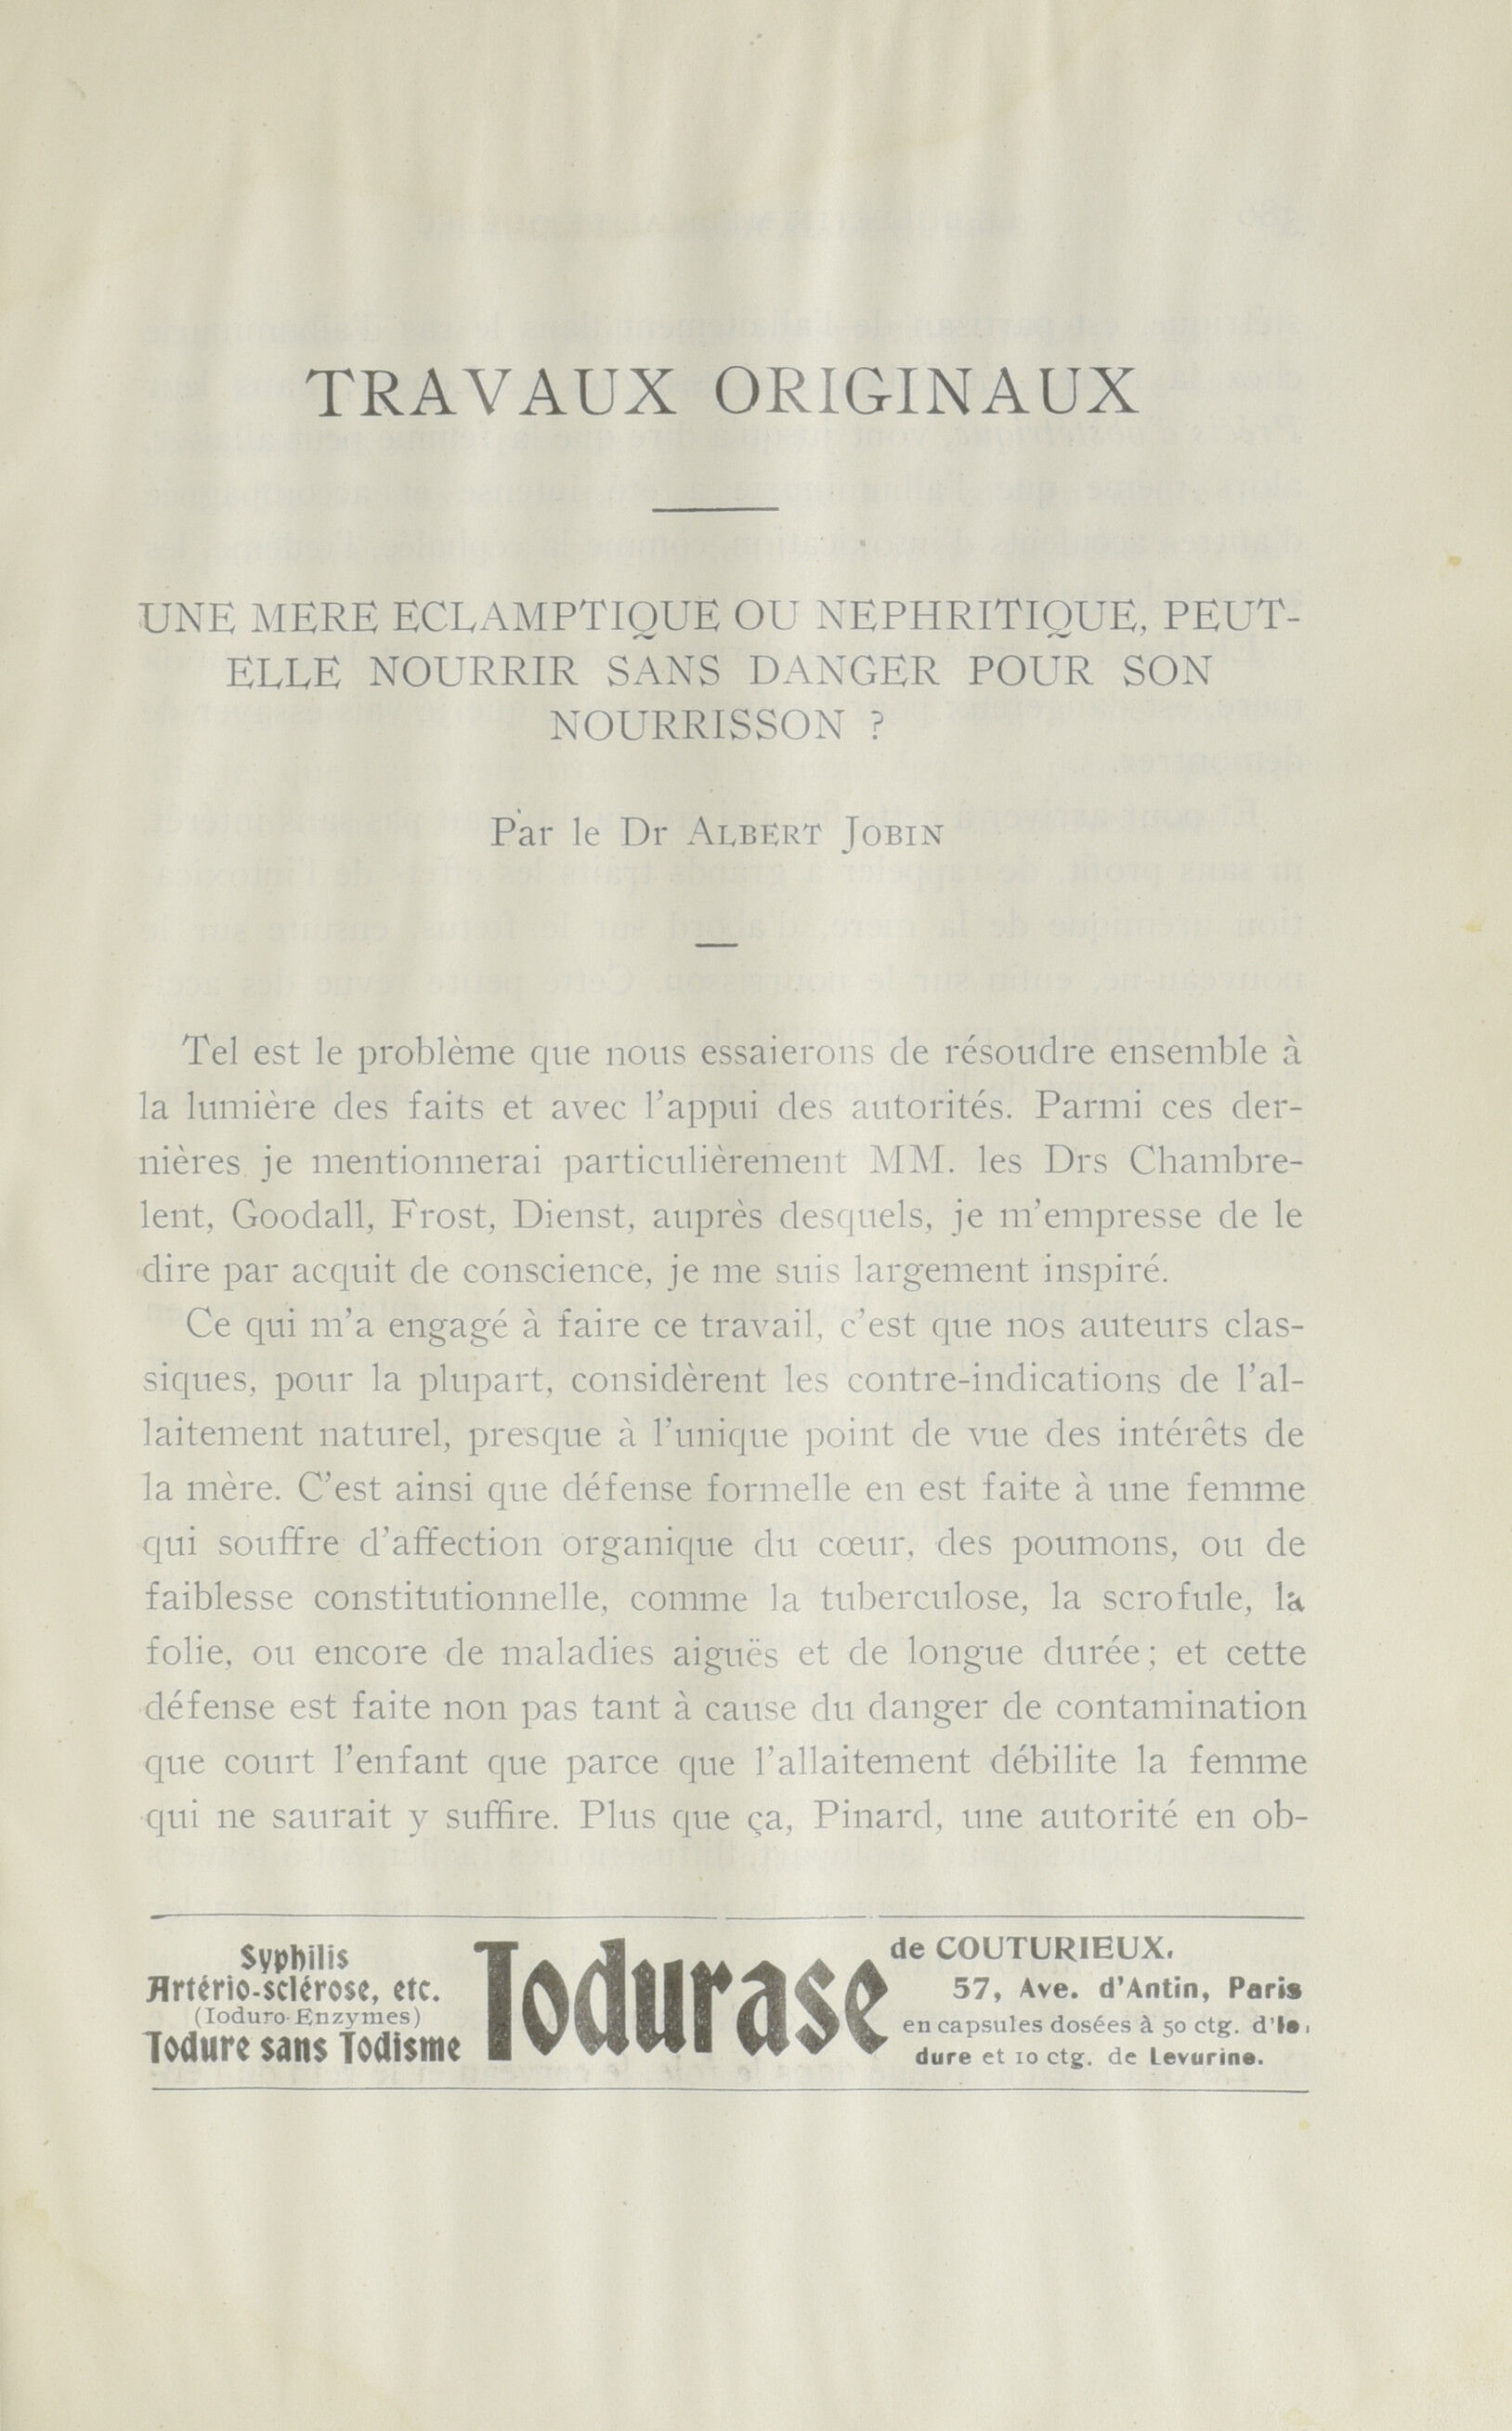 TRAVAUX ORIGINAUX
UNE MERE ECLAMPTIQUE OU NEPHRITIQUE, PEUT-
ELLE NOURRIR SANS DANGER POUR SON
NOURRISSON ?
Par le Dr ALBERT JOBIN
Tel est le problème que nous essaierons de résoudre ensemble à
la lumière des faits et avec l'appui des autorités. Parmi ces der-
nières je mentionnerai particulièrement MM. les Drs Chambre-
lent, Goodall, Frost, Dienst, auprès desquels, je m'empresse de le
dire par acquit de conscience, je me suis largement inspiré.
Ce qui m'a engagé à faire ce travail, c'est que nos auteurs clas-
siques, pour la plupart, considèrent les contre-indications de l'al-
laitement naturel, presque à l'unique point de vue des intérêts de
la mère. C'est ainsi que défense formelle en est faite à une femme
qui souffre d'affection organique du cœur, des poumons, ou de
faiblesse constitutionnelle, comme la tuberculose, la scrofule, la
folie, ou encore de maladies aiguës et de longue durée; et cette
défense est faite non pas tant à cause du danger de contamination
que court l'enfant que parce que l'allaitement débilite la femme
qui ne saurait y suffire. Plus que ça, Pinard, une autorité en ob-
Syphilis
Artério-sclérose, etc.
(Ioduro-Enzymes)
Iodure sans Iodisme
Iodurase
de COUTURIEUX.
57, Ave. d'Antin, Paris
en capsules dosées à 50 ctg. d'Io-
dure et 10 ctg. de Levurine.